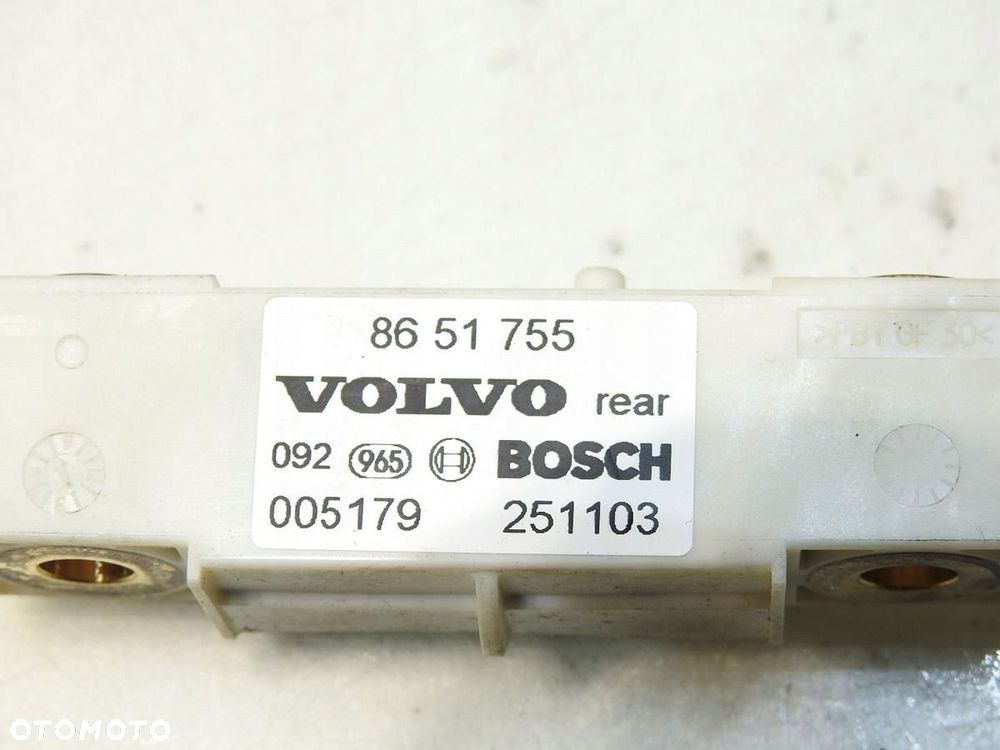 86 51 755
VOLVO rear
092 965 BOSCH
005179 251103
OTOMOTO